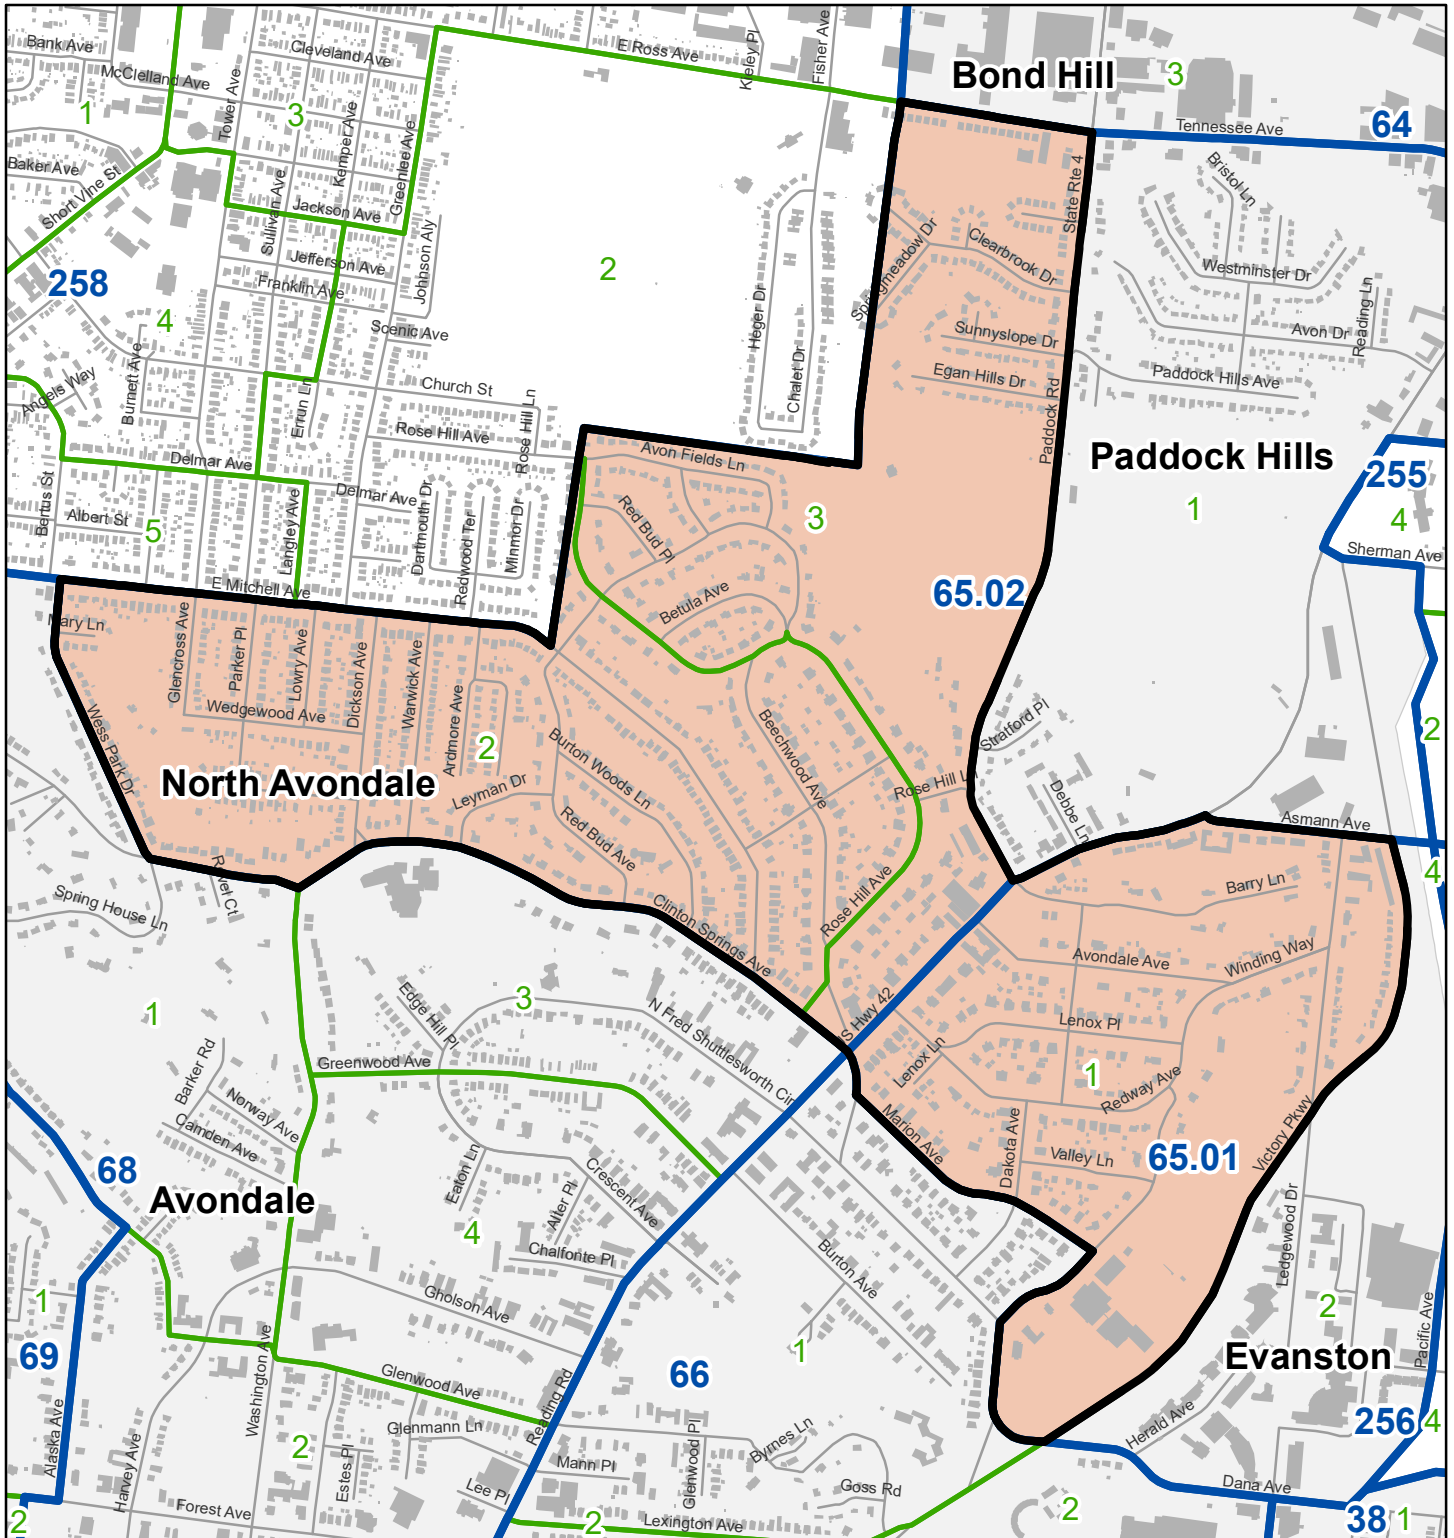 Bank Ave
Cleveland Ave
E Ross Ave
Kieley Pl
Fisher Ave
Bond Hill
3
McClelland Ave
1
Tower Ave
3
Kemper Ave
Greenlee Ave
Tennessee Ave
64
Baker Ave
Short Vine St
Sullivan Ave
Jackson Ave
Johnson Aly
State Rte 4
Bristol Ln
258
Jefferson Ave
Franklin Ave
2
Springmeadow Dr
Clearbrook Dr
Westminster Dr
4
Scenic Ave
Heger Dr
Chalet Dr
Sunnyslope Dr
Avon Dr
Reading Ln
Angels Way
Burnett Ave
Errun Ln
Church St
Rose Hill Ln
Egan Hills Dr
Paddock Rd
Paddock Hills Ave
Rose Hill Ave
Avon Fields Ln
Paddock Hills
255
Delmar Ave
Delmar Ave
Bertus St
Albert St
5
Langley Ave
Dartmouth Dr
Redwood Ter
Minmor Dr
Red Bud Pl
3
1
4
Sherman Ave
E Mitchell Ave
Betula Ave
65.02
Mary Ln
Glencross Ave
Parker Pl
Lowry Ave
Dickson Ave
Warwick Ave
Ardmore Ave
Wedgewood Ave
2
Wess Park Dr
Burton Woods Ln
Beechwood Ave
Stratford Pl
2
North Avondale
Leyman Dr
Rose Hill Ln
Debbe Ln
Asmann Ave
Red Bud Ave
4
Ravel Ct
Spring House Ln
Clinton Springs Ave
Rose Hill Ave
Barry Ln
Avondale Ave
Winding Way
1
Edge Hill Pl
3
N Fred Shuttlesworth Cir
S Hwy 42
Lenox Pl
Barker Rd
Greenwood Ave
Lenox Ln
1
Redway Ave
Norway Ave
Camden Ave
Marion Ave
Dakota Ave
Valley Ln
65.01
Victory Pkwy
68
Avondale
Eaton Ln
Alter Pl
Crescent Ave
4
Chalfonte Pl
Burton Ave
Ledgewood Dr
1
Gholson Ave
2
Pacific Ave
69
Washington Ave
1
66
Evanston
Glenwood Ave
Reading Rd
Alaska Ave
Harvey Ave
2
Estes Pl
Glenmann Ln
Glenwood Pl
Byrnes Ln
Herald Ave
256
4
Mann Pl
Lee Pl
Goss Rd
Dana Ave
2
Forest Ave
2
Lexington Ave
2
38
1